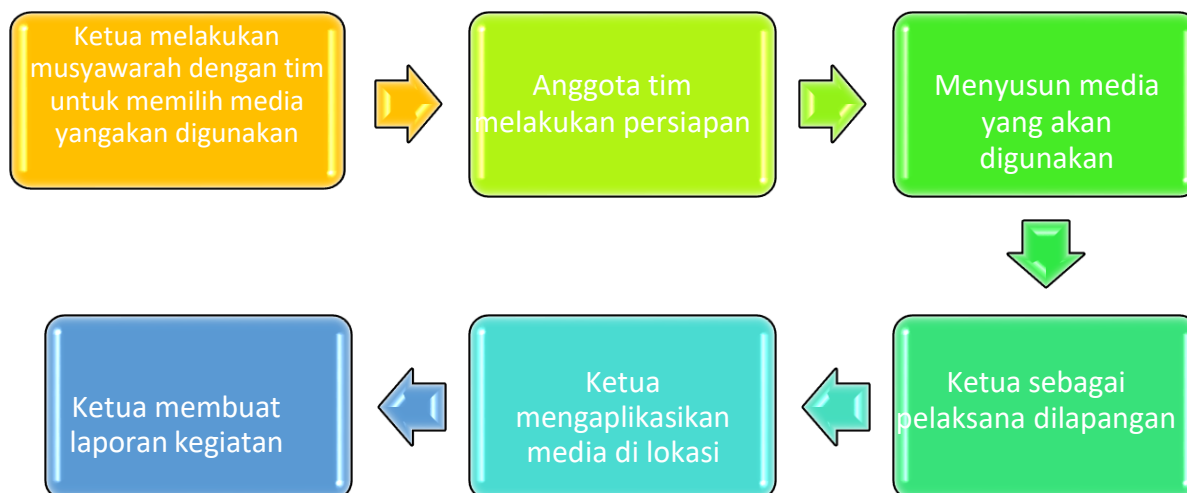 Ketua melakukan
musyawarah dengan tim
untuk memilih media
yangakan digunakan
Anggota tim
melakukan persiapan
Menyusun media
yang akan
digunakan
Ketua sebagai
pelaksana dilapangan
Ketua
mengaplikasikan
media di lokasi
Ketua membuat
laporan kegiatan